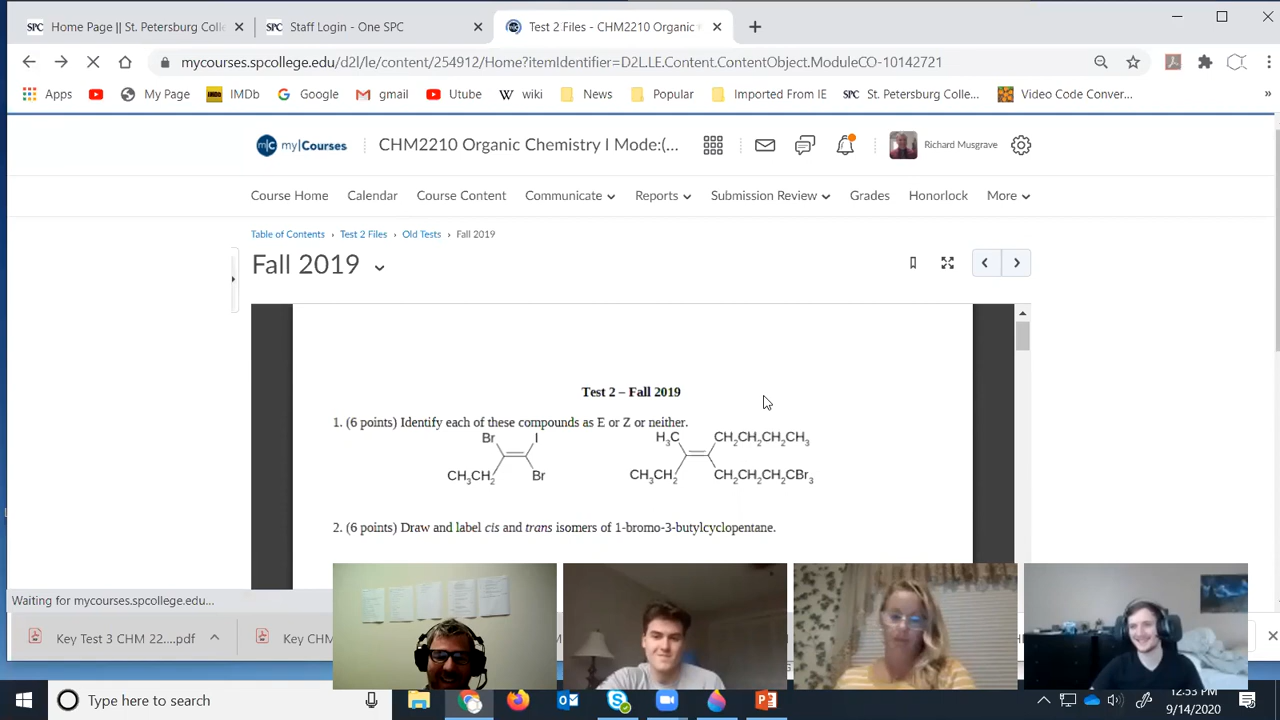 Home Page || St. Petersburg Colle
Staff Login - One SPC
Test 2 Files - CHM2210 Organic
mycourses.spcollege.edu/d2l/le/content/254912/Home?itemIdentifier=D2L.LE.Content.ContentObject.ModuleCO-10142721
Apps My Page IMDb Google gmail Utube wiki News Popular Imported From IE SPC St. Petersburg Colle... Video Code Conver... »
my|Courses CHM2210 Organic Chemistry I Mode:(... Richard Musgrave
Course Home Calendar Course Content Communicate Reports Submission Review Grades Honorlock More
Table of Contents › Test 2 Files › Old Tests › Fall 2019
Fall 2019
Test 2 – Fall 2019
1. (6 points) Identify each of these compounds as E or Z or neither.
Br I H₃C CH₂CH₂CH₂CH₃
CH₃CH₂ Br CH₃CH₂ CH₂CH₂CH₂CBr₃
2. (6 points) Draw and label cis and trans isomers of 1-bromo-3-butylcyclopentane.
Waiting for mycourses.spcollege.edu...
Key Test 3 CHM 22....pdf Key CHM
Type here to search
12:53 PM
9/14/2020